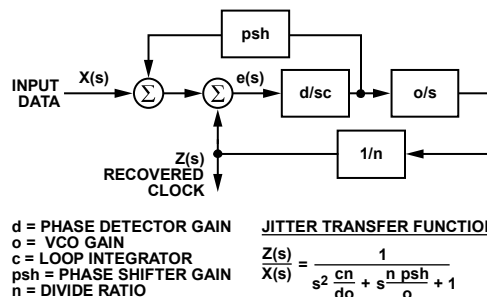 psh
INPUT DATA
X(s)
Σ
Σ
e(s)
d/sc
o/s
1/n
Z(s)
RECOVERED
CLOCK
d = PHASE DETECTOR GAIN
o = VCO GAIN
c = LOOP INTEGRATOR
psh = PHASE SHIFTER GAIN
n = DIVIDE RATIO
JITTER TRANSFER FUNCTION
Z(s)/X(s) = 1/(s² cn/do + s n psh/o + 1)